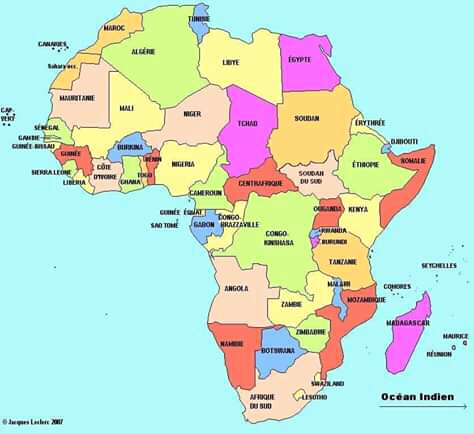 TUNISIE
MAROC
CANARIES
ALGÉRIE
LIBYE
ÉGYPTE
Sahara occ.
MAURITANIE
MALI
NIGER
TCHAD
SOUDAN
ÉRYTHRÉE
CAP-
VERT
SÉNÉGAL
GAMBIE
GUINÉE-BISSAU
GUINÉE
BURKINA
BÉNIN
NIGERIA
DJIBOUTI
SOMALIE
ÉTHIOPIE
SIERRA LEONE
LIBÉRIA
CÔTE
D'IVOIRE
GHANA
TOGO
CENTRAFRIQUE
SOUDAN
DU SUD
CAMEROUN
GUINÉE ÉQUAT.
SAO TOMÉ
GABON
CONGO-
BRAZZAVILLE
CONGO-
KINSHASA
OUGANDA
KENYA
RWANDA
BURUNDI
TANZANIE
SEYCHELLES
COMORES
ANGOLA
ZAMBIE
MALAWI
MOZAMBIQUE
MADAGASCAR
MAURICE
RÉUNION
ZIMBABWE
NAMIBIE
BOTSWANA
SWAZILAND
LESOTHO
AFRIQUE
DU SUD
Océan Indien
© Jacques Leclerc 2007